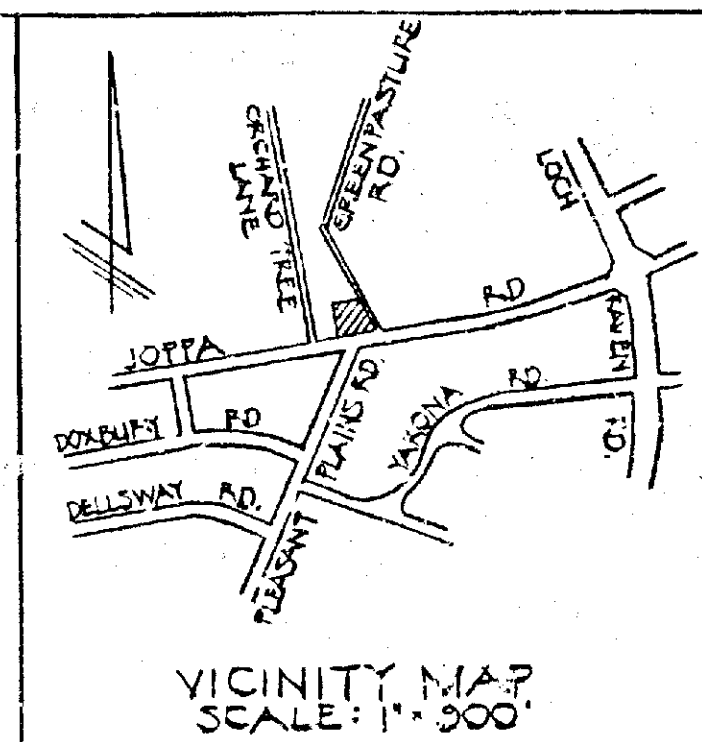 GREENPASTURE
RD.
ORCHARD TREE
LANE
LOCH
RAVEN
RD.
JOPPA
RD
PLAINS RD.
PLEASANT
YAKONA
RD.
DOXBURY
RD
DELLSWAY
RD.
VICINITY MAP
SCALE: 1" = 900'